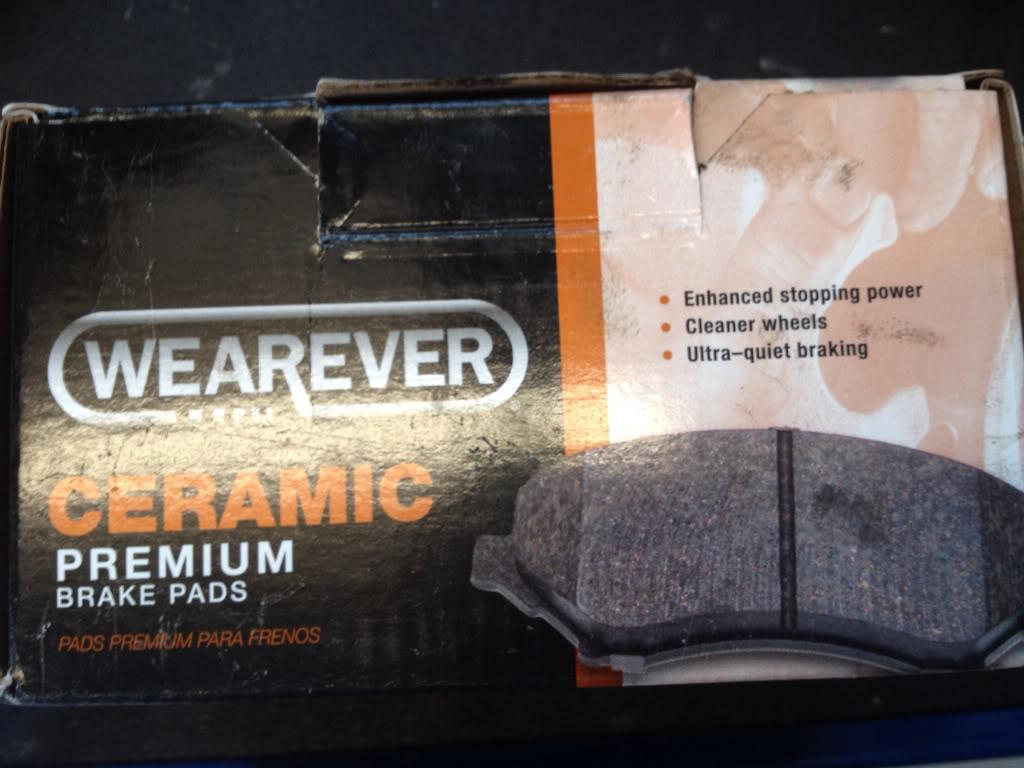 WEAREVER
CERAMIC
PREMIUM
BRAKE PADS
PADS PREMIUM PARA FRENOS
• Enhanced stopping power
• Cleaner wheels
• Ultra-quiet braking